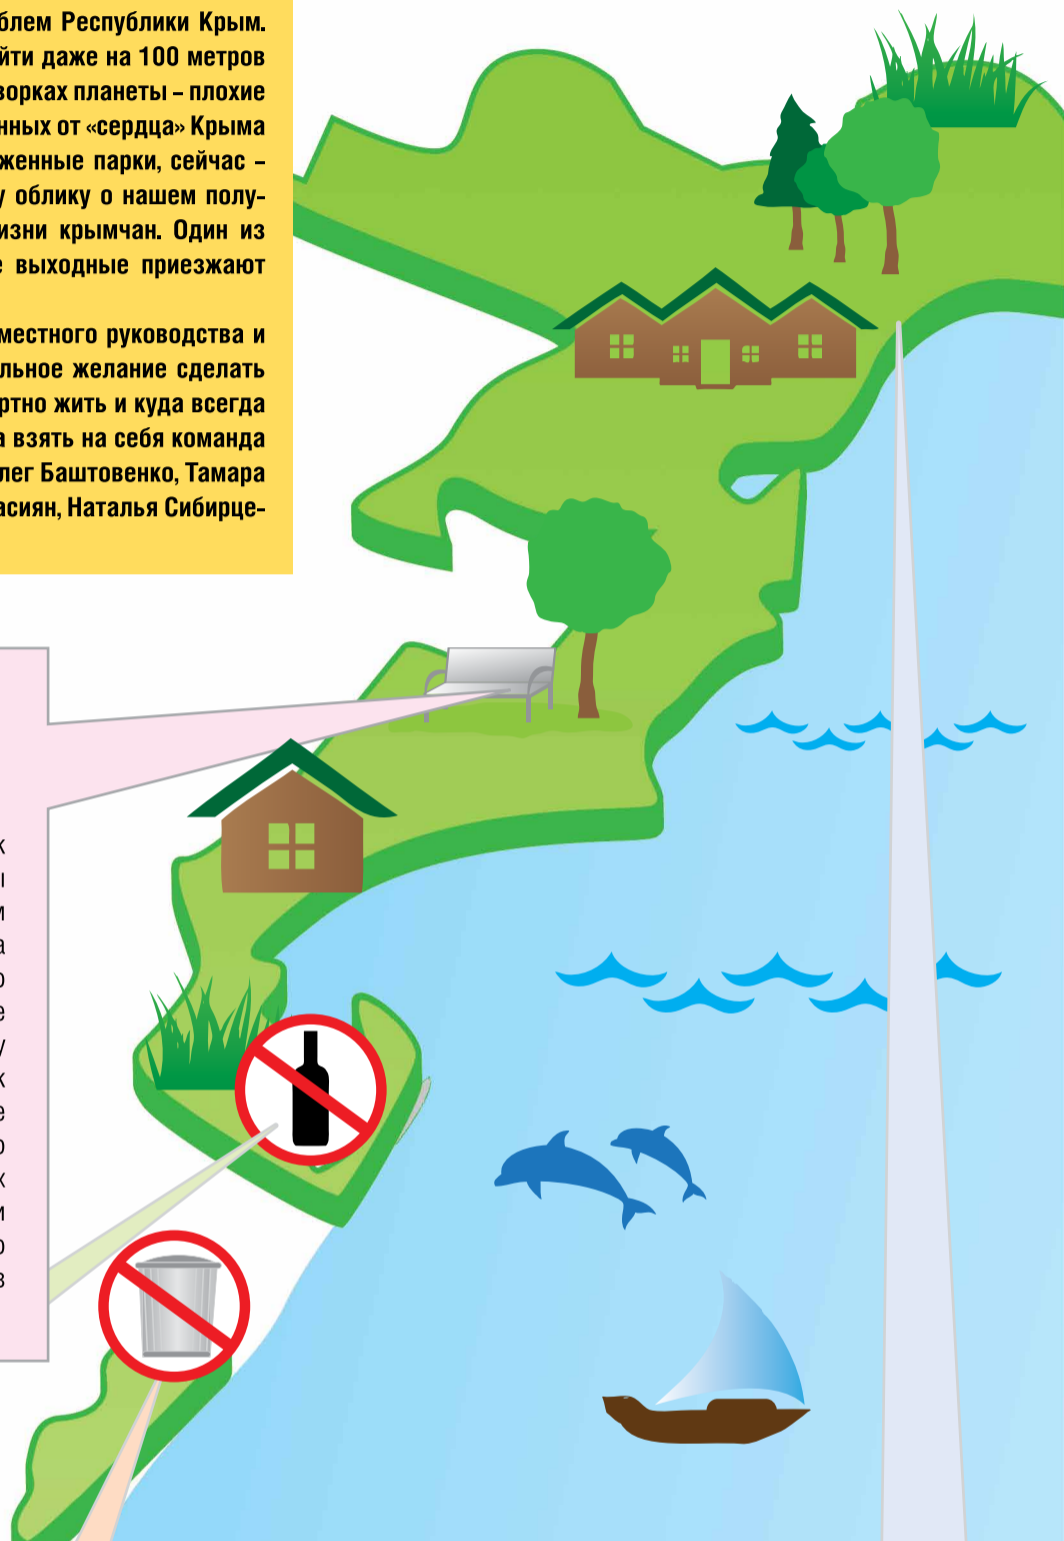 блем Республики Крым.
йти даже на 100 метров
ворках планеты – плохие
нных от «сердца» Крыма
женные парки, сейчас –
у облику о нашем полу-
изни крымчан. Один из
е выходные приезжают
местного руководства и
льное желание сделать
ртно жить и куда всегда
а взять на себя команда
лег Баштовенко, Тамара
асиян, Наталья Сибирце-
к
ы
м
а
о
е
у
к
е
о
х
и
о
в